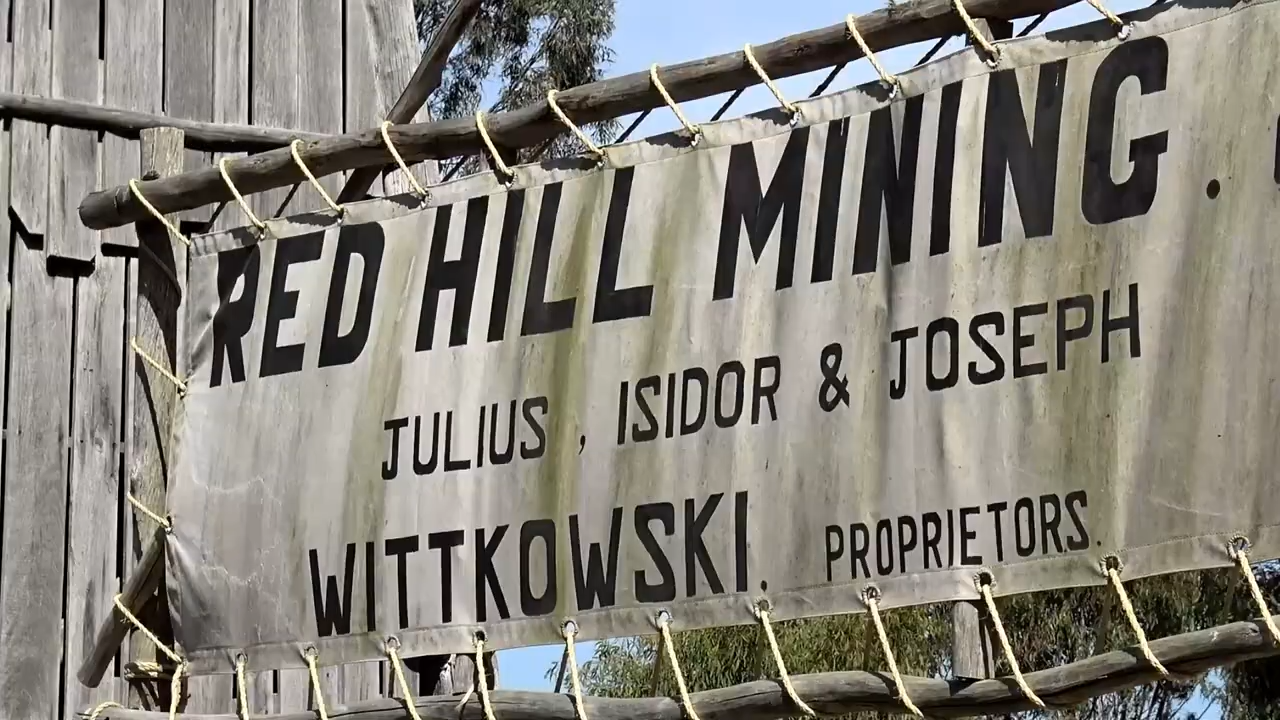 RED HILL MINING.
JULIUS, ISIDOR & JOSEPH
WITTKOWSKI. PROPRIETORS.